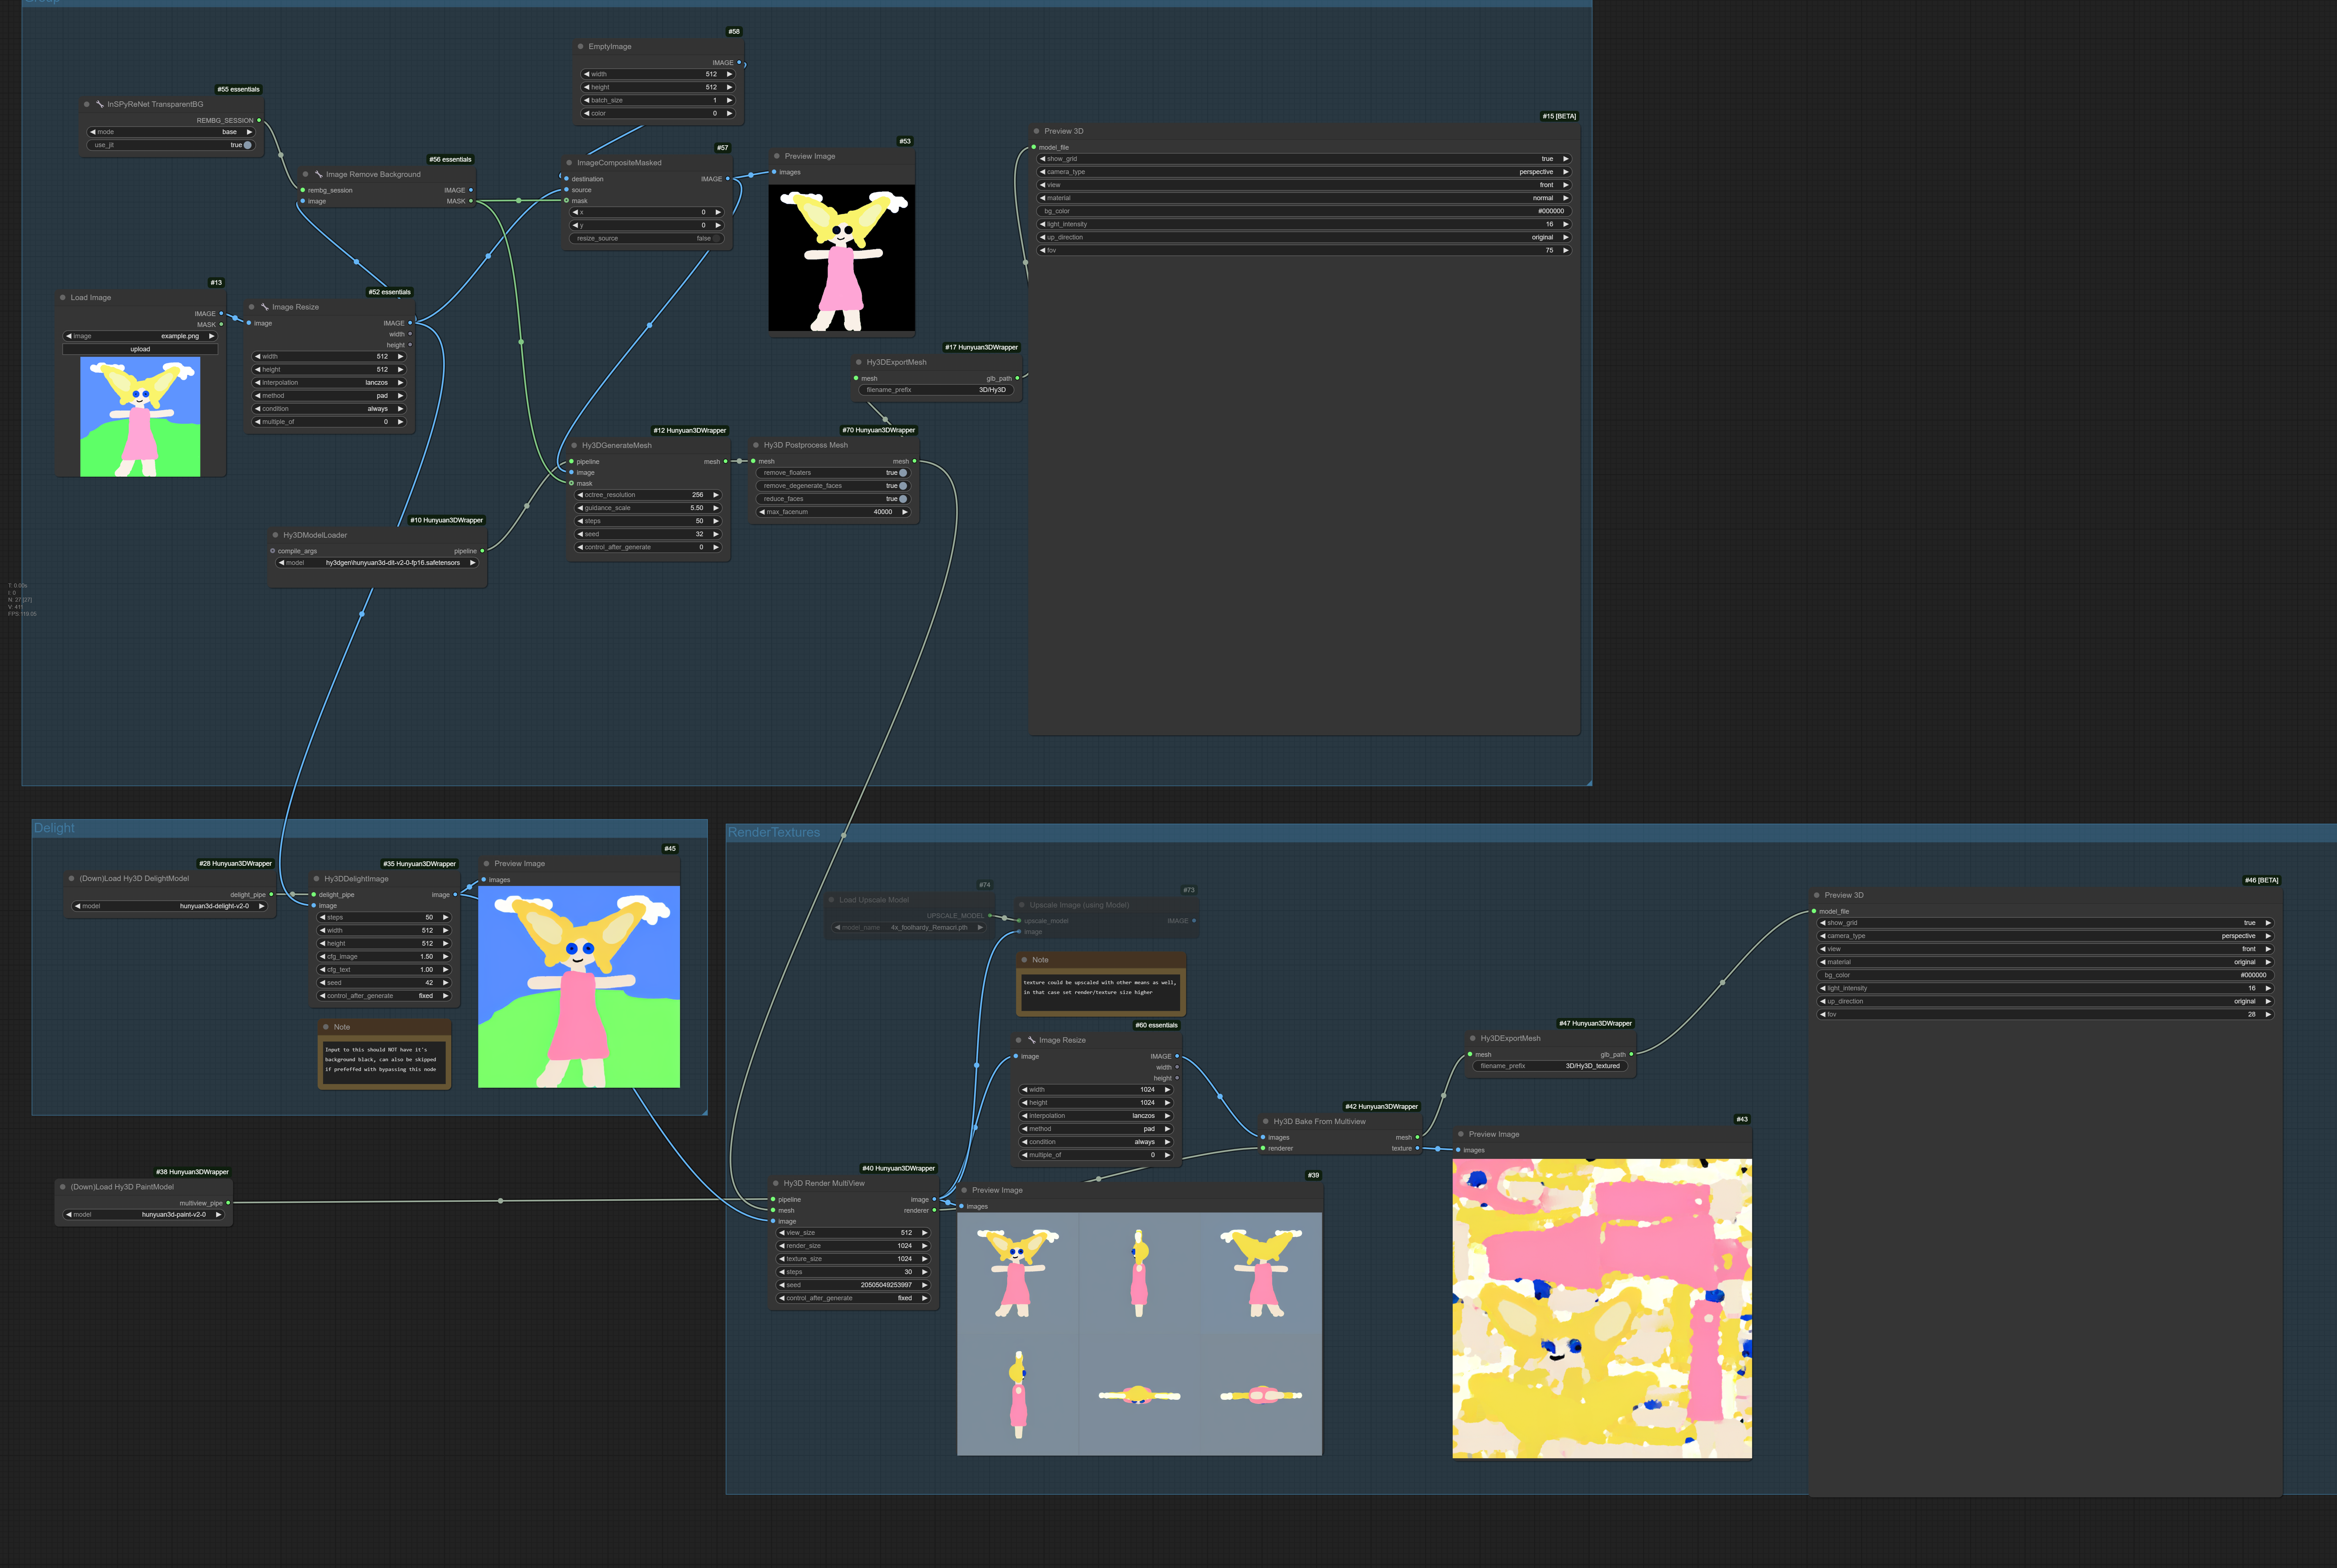 Group
#58
EmptyImage
IMAGE
width 512
height 512
batch_size 1
color 0
#55 essentials
InSPyReNet TransparentBG
REMBG_SESSION
mode base
use_jit true
#56 essentials
Image Remove Background
rembg_session IMAGE
image MASK
#57
ImageCompositeMasked
destination IMAGE
source
mask
x 0
y 0
resize_source false
#53
Preview Image
images
#15 [BETA]
Preview 3D
model_file
show_grid true
camera_type perspective
view front
material normal
bg_color #000000
light_intensity 16
up_direction original
fov 75
#13
Load Image
IMAGE
MASK
image example.png
upload
#52 essentials
Image Resize
image IMAGE
width
height
width 512
height 512
interpolation lanczos
method pad
condition always
multiple_of 0
#17 Hunyuan3DWrapper
Hy3DExportMesh
mesh glb_path
filename_prefix 3D/Hy3D
#12 Hunyuan3DWrapper
Hy3DGenerateMesh
pipeline mesh
image
mask
octree_resolution 256
guidance_scale 5.50
steps 50
seed 32
control_after_generate 0
#70 Hunyuan3DWrapper
Hy3D Postprocess Mesh
mesh mesh
remove_floaters true
remove_degenerate_faces true
reduce_faces true
max_facenum 40000
#10 Hunyuan3DWrapper
Hy3DModelLoader
compile_args pipeline
model hy3dgen\hunyuan3d-dit-v2-0-fp16.safetensors
T: 0.00s
I: 0
N: 27 [27]
V: 411
Delight
#28 Hunyuan3DWrapper
(Down)Load Hy3D DelightModel
delight_pipe
model hunyuan3d-delight-v2-0
#35 Hunyuan3DWrapper
Hy3DDelightImage
delight_pipe image
image
steps 50
width 512
height 512
cfg_image 1.50
cfg_text 1.00
seed 42
control_after_generate fixed
#45
Preview Image
images
Note
Input to this should NOT have it's
background black, can also be skipped
if prefeffed with bypassing this node
#38 Hunyuan3DWrapper
(Down)Load Hy3D PaintModel
multiview_pipe
model hunyuan3d-paint-v2-0
RenderTextures
#74
Load Upscale Model
UPSCALE_MODEL
model_name 4x_foolhardy_Remacri.pth
#73
Upscale Image (using Model)
upscale_model IMAGE
image
Note
texture could be upscaled with other means as well,
in that case set render/texture size higher
#60 essentials
Image Resize
image IMAGE
width
height
width 1024
height 1024
interpolation lanczos
method pad
condition always
multiple_of 0
#40 Hunyuan3DWrapper
Hy3D Render MultiView
pipeline image
mesh renderer
image
view_size 512
render_size 1024
texture_size 1024
steps 30
seed 20505049253997
control_after_generate fixed
#39
Preview Image
images
#42 Hunyuan3DWrapper
Hy3D Bake From Multiview
images mesh
renderer texture
#47 Hunyuan3DWrapper
Hy3DExportMesh
mesh glb_path
filename_prefix 3D/Hy3D_textured
#43
Preview Image
images
#46 [BETA]
Preview 3D
model_file
show_grid true
camera_type perspective
view front
material original
bg_color #000000
light_intensity 16
up_direction original
fov 28